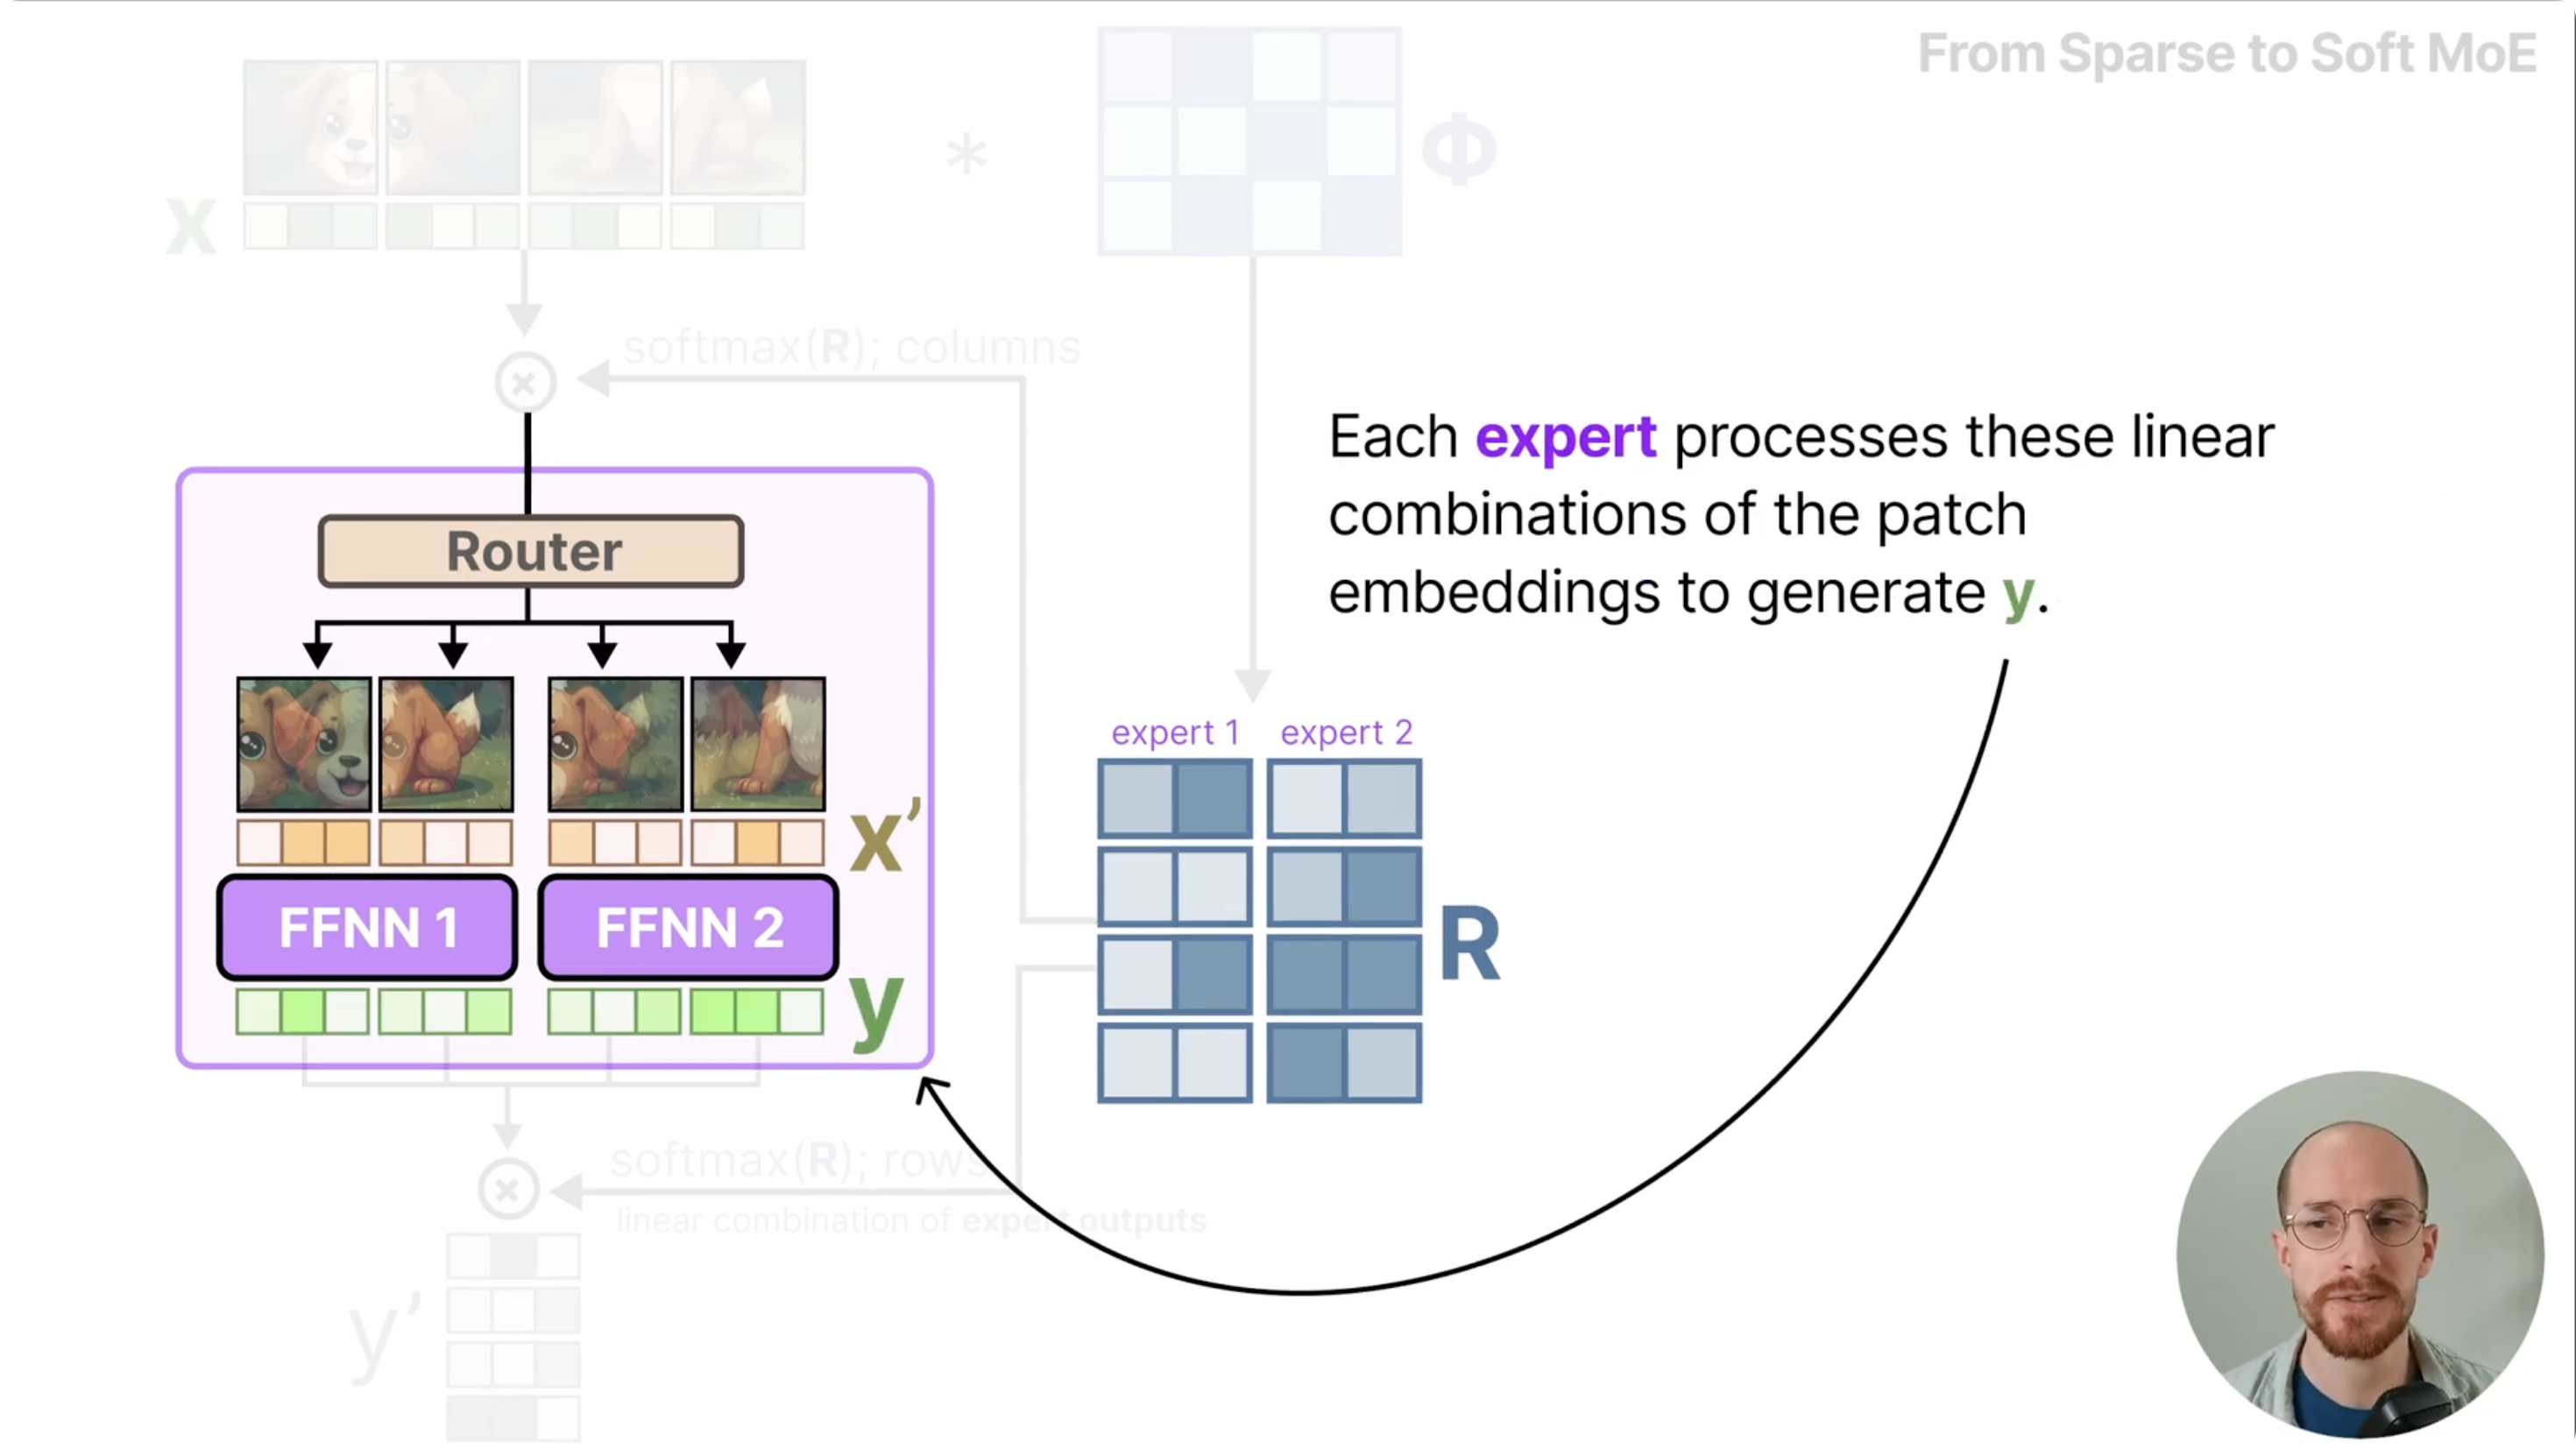 From Sparse to Soft MoE
X
*
Φ
softmax(R); columns
Each expert processes these linear
combinations of the patch
embeddings to generate y.
Router
expert 1 expert 2
x’
FFNN 1 FFNN 2
R
y
softmax(R); rows
linear combination of expert outputs
y’